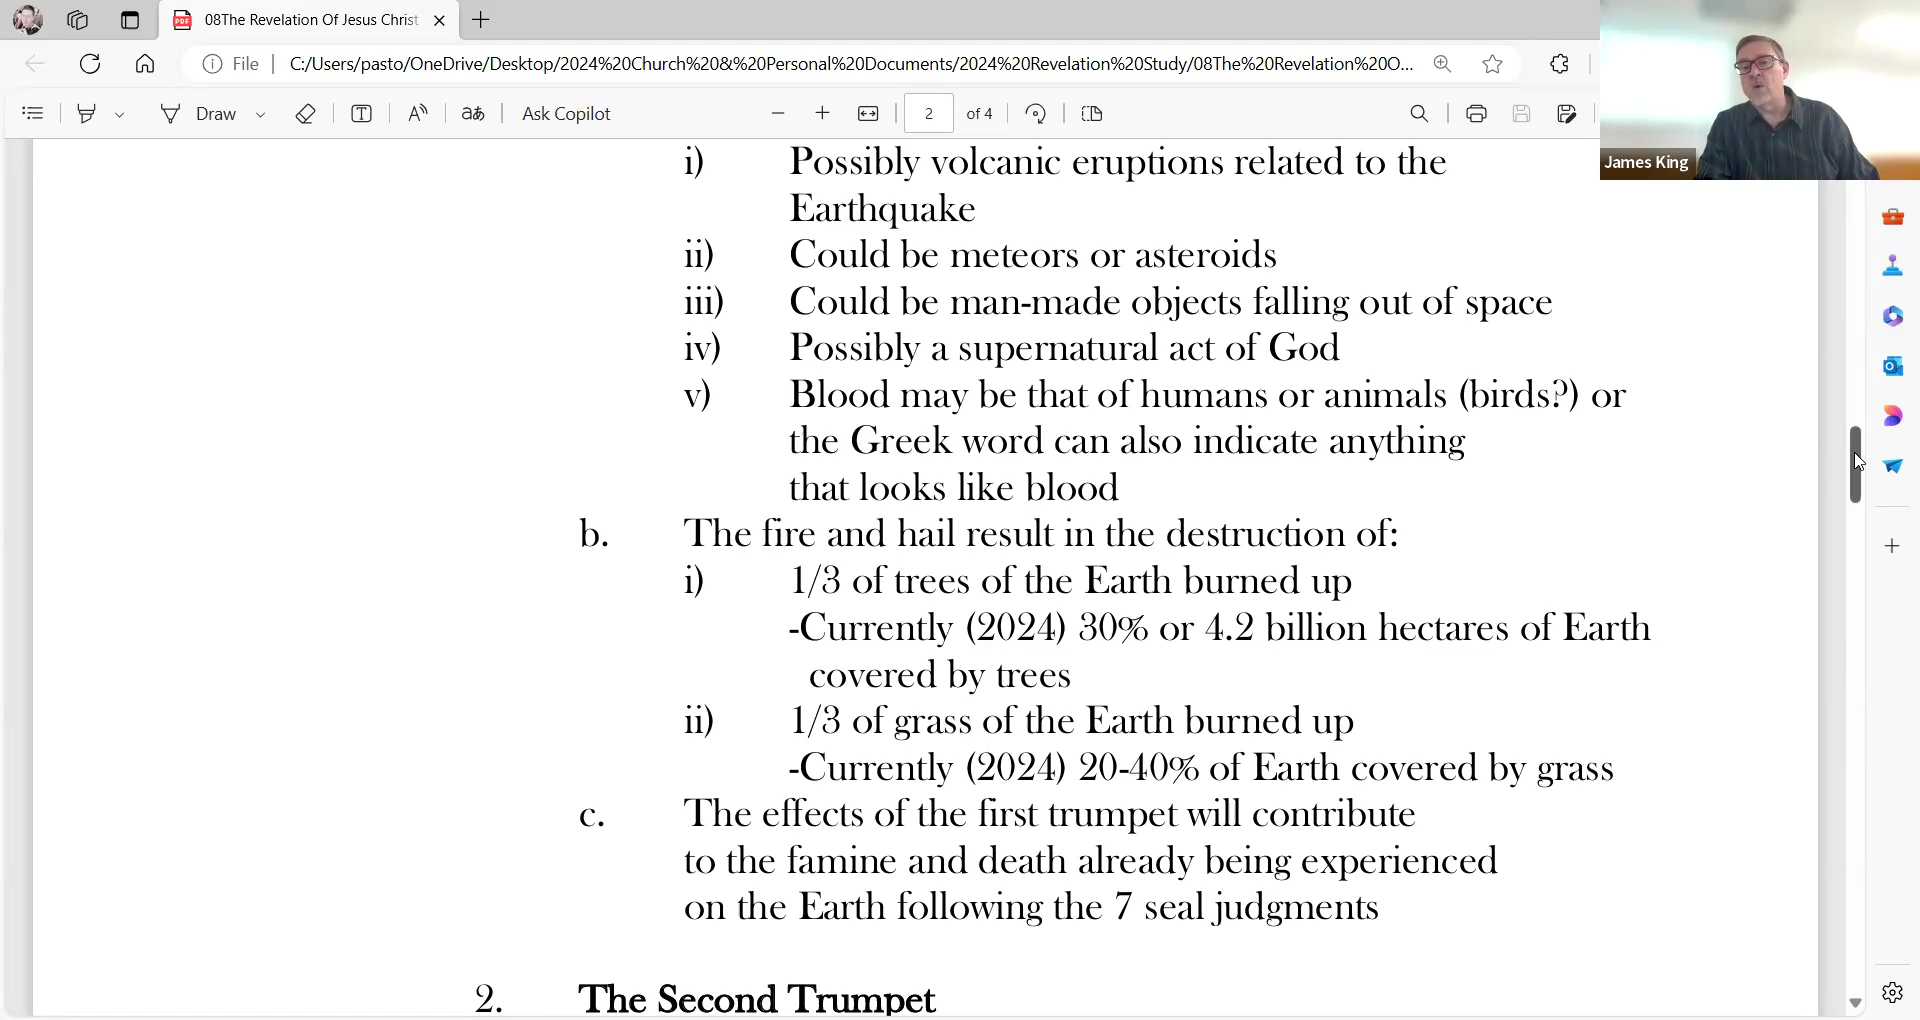 08The Revelation Of Jesus Christ
File
C:/Users/pasto/OneDrive/Desktop/2024%20Church%20&%20Personal%20Documents/2024%20Revelation%20Study/08The%20Revelation%20O...
PDF
Draw
T
A
aあ
Ask Copilot
2 of 4
James King
i) Possibly volcanic eruptions related to the
Earthquake
ii) Could be meteors or asteroids
iii) Could be man-made objects falling out of space
iv) Possibly a supernatural act of God
v) Blood may be that of humans or animals (birds?) or
the Greek word can also indicate anything
that looks like blood
b. The fire and hail result in the destruction of:
i) 1/3 of trees of the Earth burned up
-Currently (2024) 30% or 4.2 billion hectares of Earth
covered by trees
ii) 1/3 of grass of the Earth burned up
-Currently (2024) 20-40% of Earth covered by grass
c. The effects of the first trumpet will contribute
to the famine and death already being experienced
on the Earth following the 7 seal judgments
2. The Second Trumpet